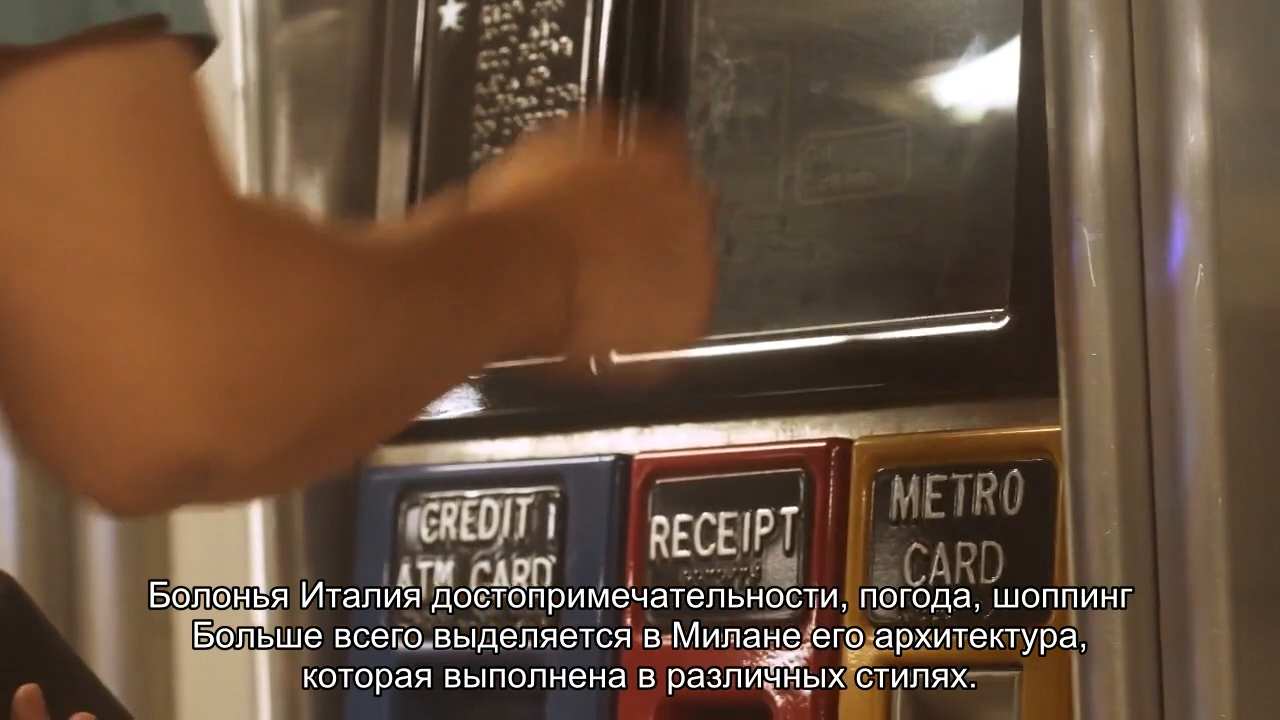 CREDIT
ATM CARD
RECEIPT
METRO
CARD
Болонья Италия достопримечательности, погода, шоппинг
Больше всего выделяется в Милане его архитектура,
которая выполнена в различных стилях.